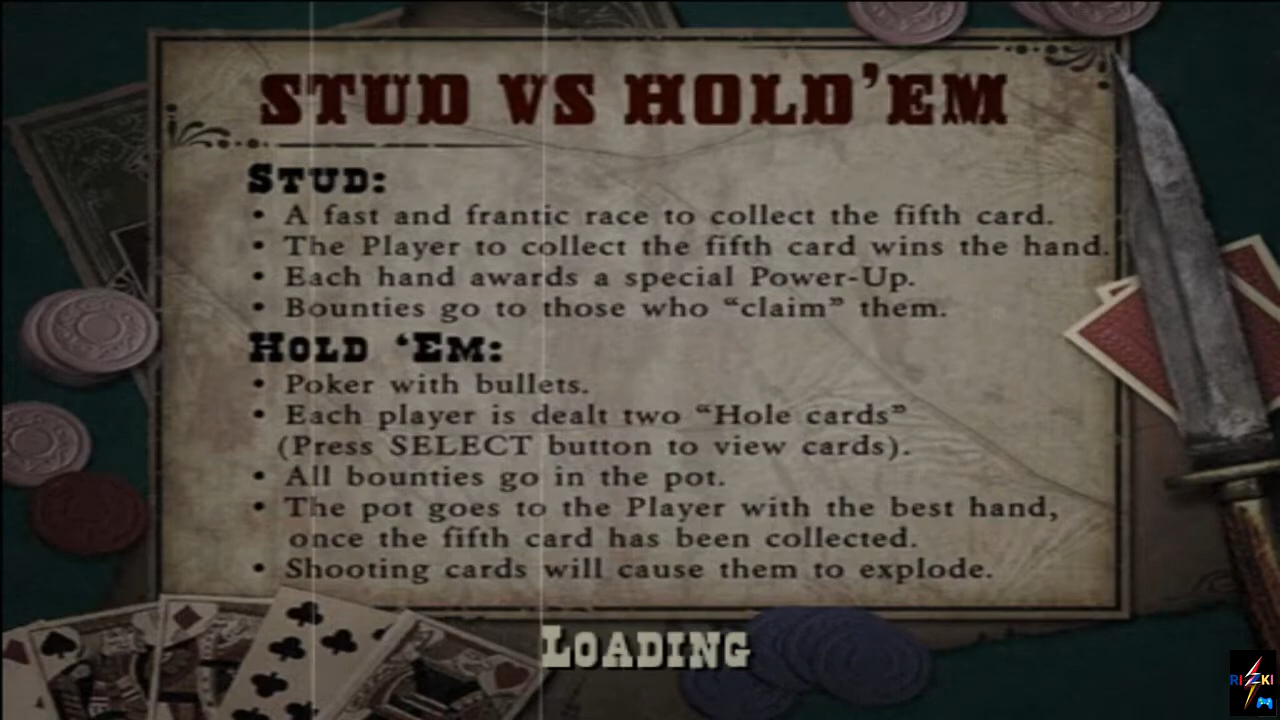 STUD VS HOLD'EM
STUD:
• A fast and frantic race to collect the fifth card.
• The Player to collect the fifth card wins the hand.
• Each hand awards a special Power-Up.
• Bounties go to those who “claim” them.
HOLD ‘EM:
• Poker with bullets.
• Each player is dealt two “Hole cards”
(Press SELECT button to view cards).
• All bounties go in the pot.
• The pot goes to the Player with the best hand,
once the fifth card has been collected.
• Shooting cards will cause them to explode.
LOADING
RIZKI